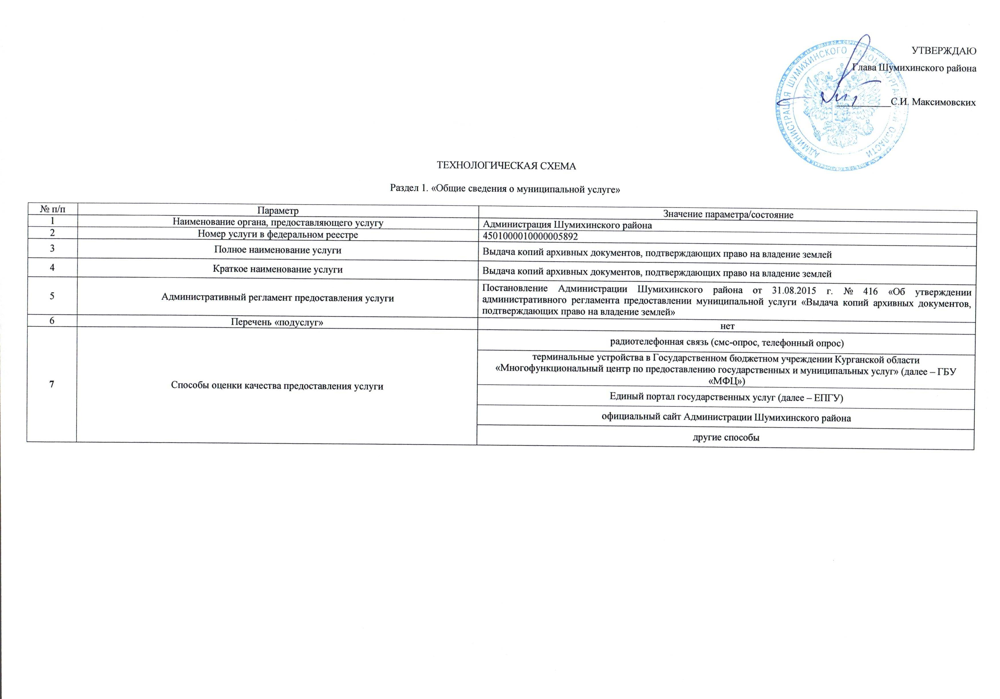 УТВЕРЖДАЮ
Глава Шумихинского района
С.И. Максимовских
АДМИНИСТРАЦИЯ ШУМИХИНСКОГО РАЙОНА КУРГАНСКОЙ ОБЛАСТИ
ТЕХНОЛОГИЧЕСКАЯ СХЕМА
Раздел 1. «Общие сведения о муниципальной услуге»
№ п/п Параметр Значение параметра/состояние
1 Наименование органа, предоставляющего услугу Администрация Шумихинского района
2 Номер услуги в федеральном реестре 4501000010000005892
3 Полное наименование услуги Выдача копий архивных документов, подтверждающих право на владение землей
4 Краткое наименование услуги Выдача копий архивных документов, подтверждающих право на владение землей
5 Административный регламент предоставления услуги Постановление Администрации Шумихинского района от 31.08.2015 г. № 416 «Об утверждении
административного регламента предоставлении муниципальной услуги «Выдача копий архивных документов,
подтверждающих право на владение землей»
6 Перечень «подуслуг» нет
7 Способы оценки качества предоставления услуги
радиотелефонная связь (смс-опрос, телефонный опрос)
терминальные устройства в Государственном бюджетном учреждении Курганской области
«Многофункциональный центр по предоставлению государственных и муниципальных услуг» (далее – ГБУ
«МФЦ»)
Единый портал государственных услуг (далее – ЕПГУ)
официальный сайт Администрации Шумихинского района
другие способы